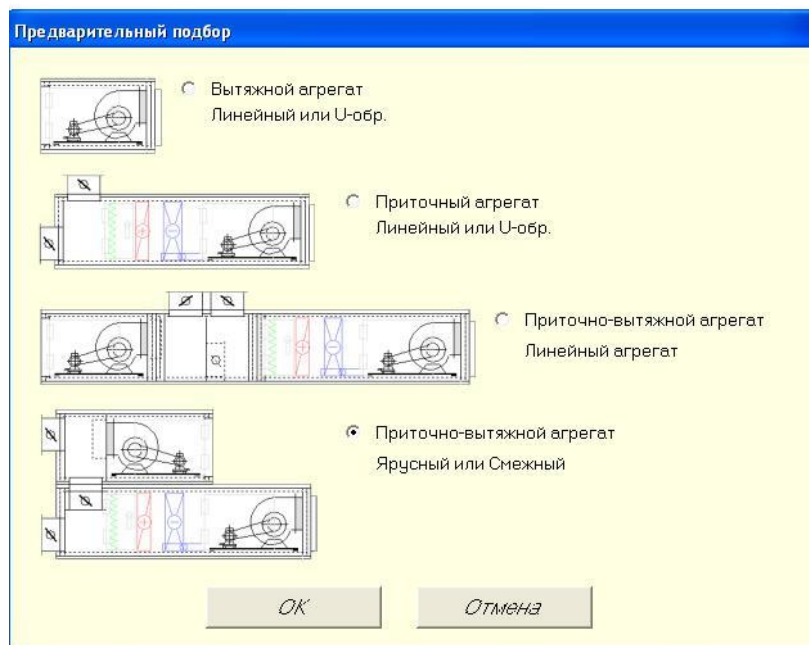 Предварительный подбор
Вытяжной агрегат
Линейный или U-обр.
Приточный агрегат
Линейный или U-обр.
Приточно-вытяжной агрегат
Линейный агрегат
Приточно-вытяжной агрегат
Ярусный или Смежный
ОК
Отмена